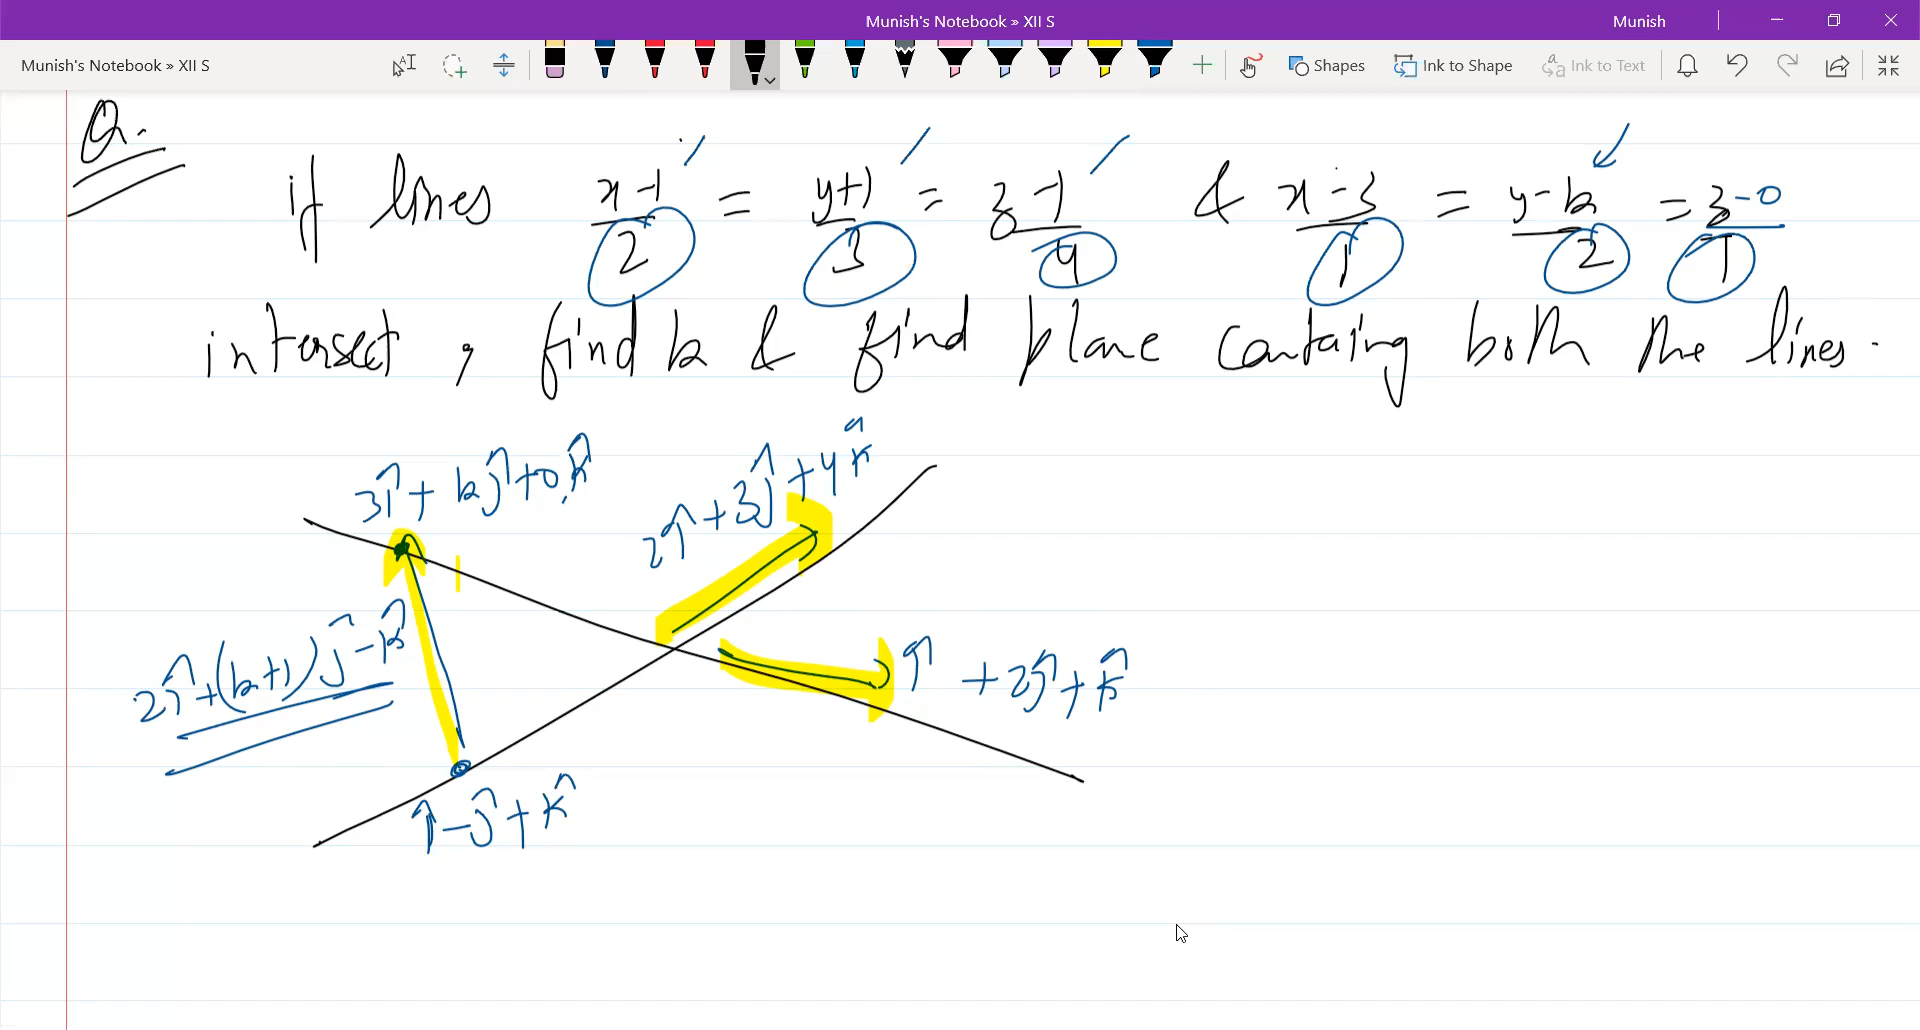 Munish's Notebook » XII S
Munish
Munish's Notebook » XII S
Shapes
Ink to Shape
Ink to Text
Q.
if lines (x-1)/2 = (y+1)/3 = (z-1)/4 & (x-3)/1 = (y-k)/2 = (z-0)/1
intersect, find k & find plane containg both the lines.
3î + kĵ + 0k̂
2î + 3ĵ + 4k̂
2î + (k+1)ĵ - k̂
î + 2ĵ + k̂
î - ĵ + k̂